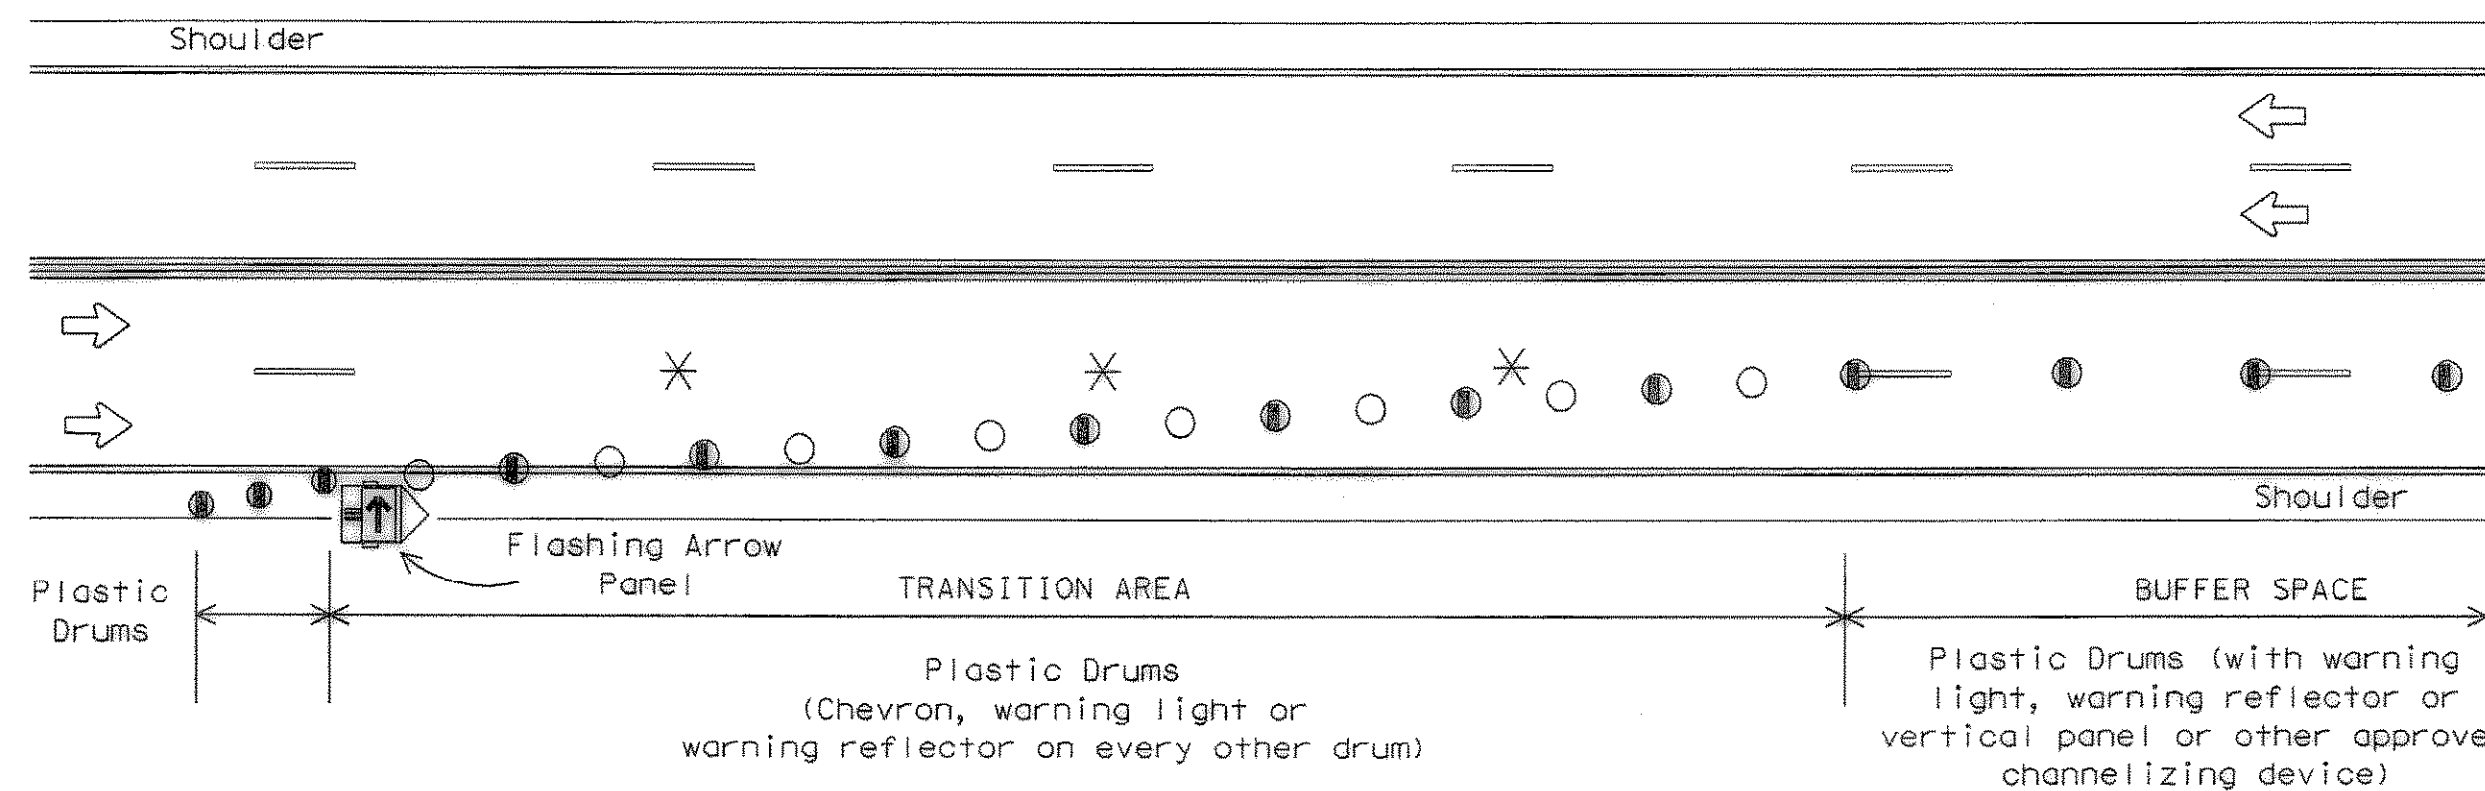 Shoulder
Shoulder
Flashing Arrow
Panel
Plastic
Drums
TRANSITION AREA
BUFFER SPACE
Plastic Drums
(Chevron, warning light or
warning reflector on every other drum)
Plastic Drums (with warning
light, warning reflector or
vertical panel or other approve
channelizing device)